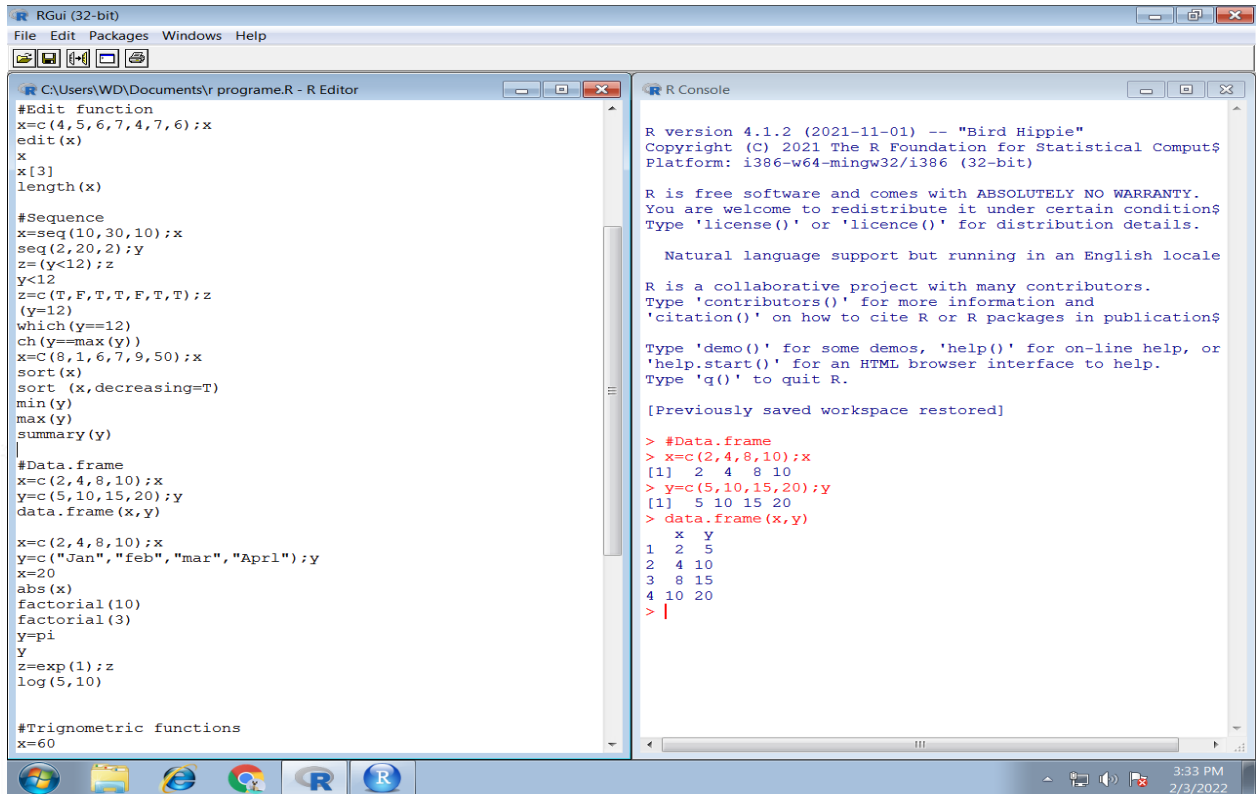 RGui (32-bit)
File Edit Packages Windows Help
C:\Users\WD\Documents\r programe.R - R Editor
#Edit function
x=c(4,5,6,7,4,7,6);x
edit(x)
x
x[3]
length(x)
#Sequence
x=seq(10,30,10);x
seq(2,20,2);y
z=(y<12);z
y<12
z=c(T,F,T,T,F,T,T);z
(y=12)
which(y==12)
ch(y==max(y))
x=C(8,1,6,7,9,50);x
sort(x)
sort (x,decreasing=T)
min(y)
max(y)
summary(y)
#Data.frame
x=c(2,4,8,10);x
y=c(5,10,15,20);y
data.frame(x,y)
x=c(2,4,8,10);x
y=c("Jan","feb","mar","Aprl");y
x=20
abs(x)
factorial(10)
factorial(3)
y=pi
y
z=exp(1);z
log(5,10)
#Trignometric functions
x=60
R Console
R version 4.1.2 (2021-11-01) -- "Bird Hippie"
Copyright (C) 2021 The R Foundation for Statistical Comput$
Platform: i386-w64-mingw32/i386 (32-bit)
R is free software and comes with ABSOLUTELY NO WARRANTY.
You are welcome to redistribute it under certain condition$
Type 'license()' or 'licence()' for distribution details.
Natural language support but running in an English locale
R is a collaborative project with many contributors.
Type 'contributors()' for more information and
'citation()' on how to cite R or R packages in publication$
Type 'demo()' for some demos, 'help()' for on-line help, or
'help.start()' for an HTML browser interface to help.
Type 'q()' to quit R.
[Previously saved workspace restored]
> #Data.frame
> x=c(2,4,8,10);x
[1] 2 4 8 10
> y=c(5,10,15,20);y
[1] 5 10 15 20
> data.frame(x,y)
x y
1 2 5
2 4 10
3 8 15
4 10 20
>
3:33 PM
2/3/2022